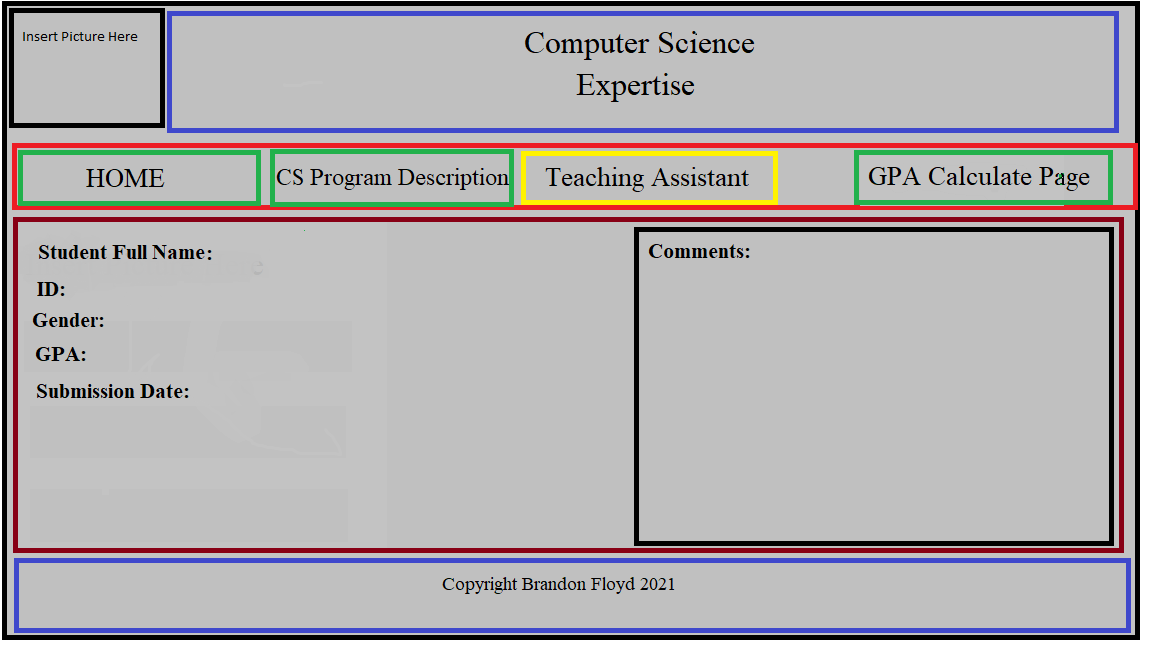 Insert Picture Here
Computer Science
Expertise
HOME
CS Program Description
Teaching Assistant
GPA Calculate Page
Student Full Name:
ID:
Gender:
GPA:
Submission Date:
Comments:
Copyright Brandon Floyd 2021